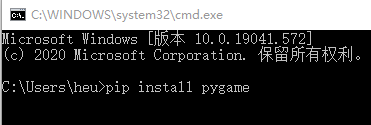 C:\WINDOWS\system32\cmd.exe
Microsoft Windows [版本 10.0.19041.572]
(c) 2020 Microsoft Corporation. 保留所有权利。
C:\Users\heu>pip install pygame